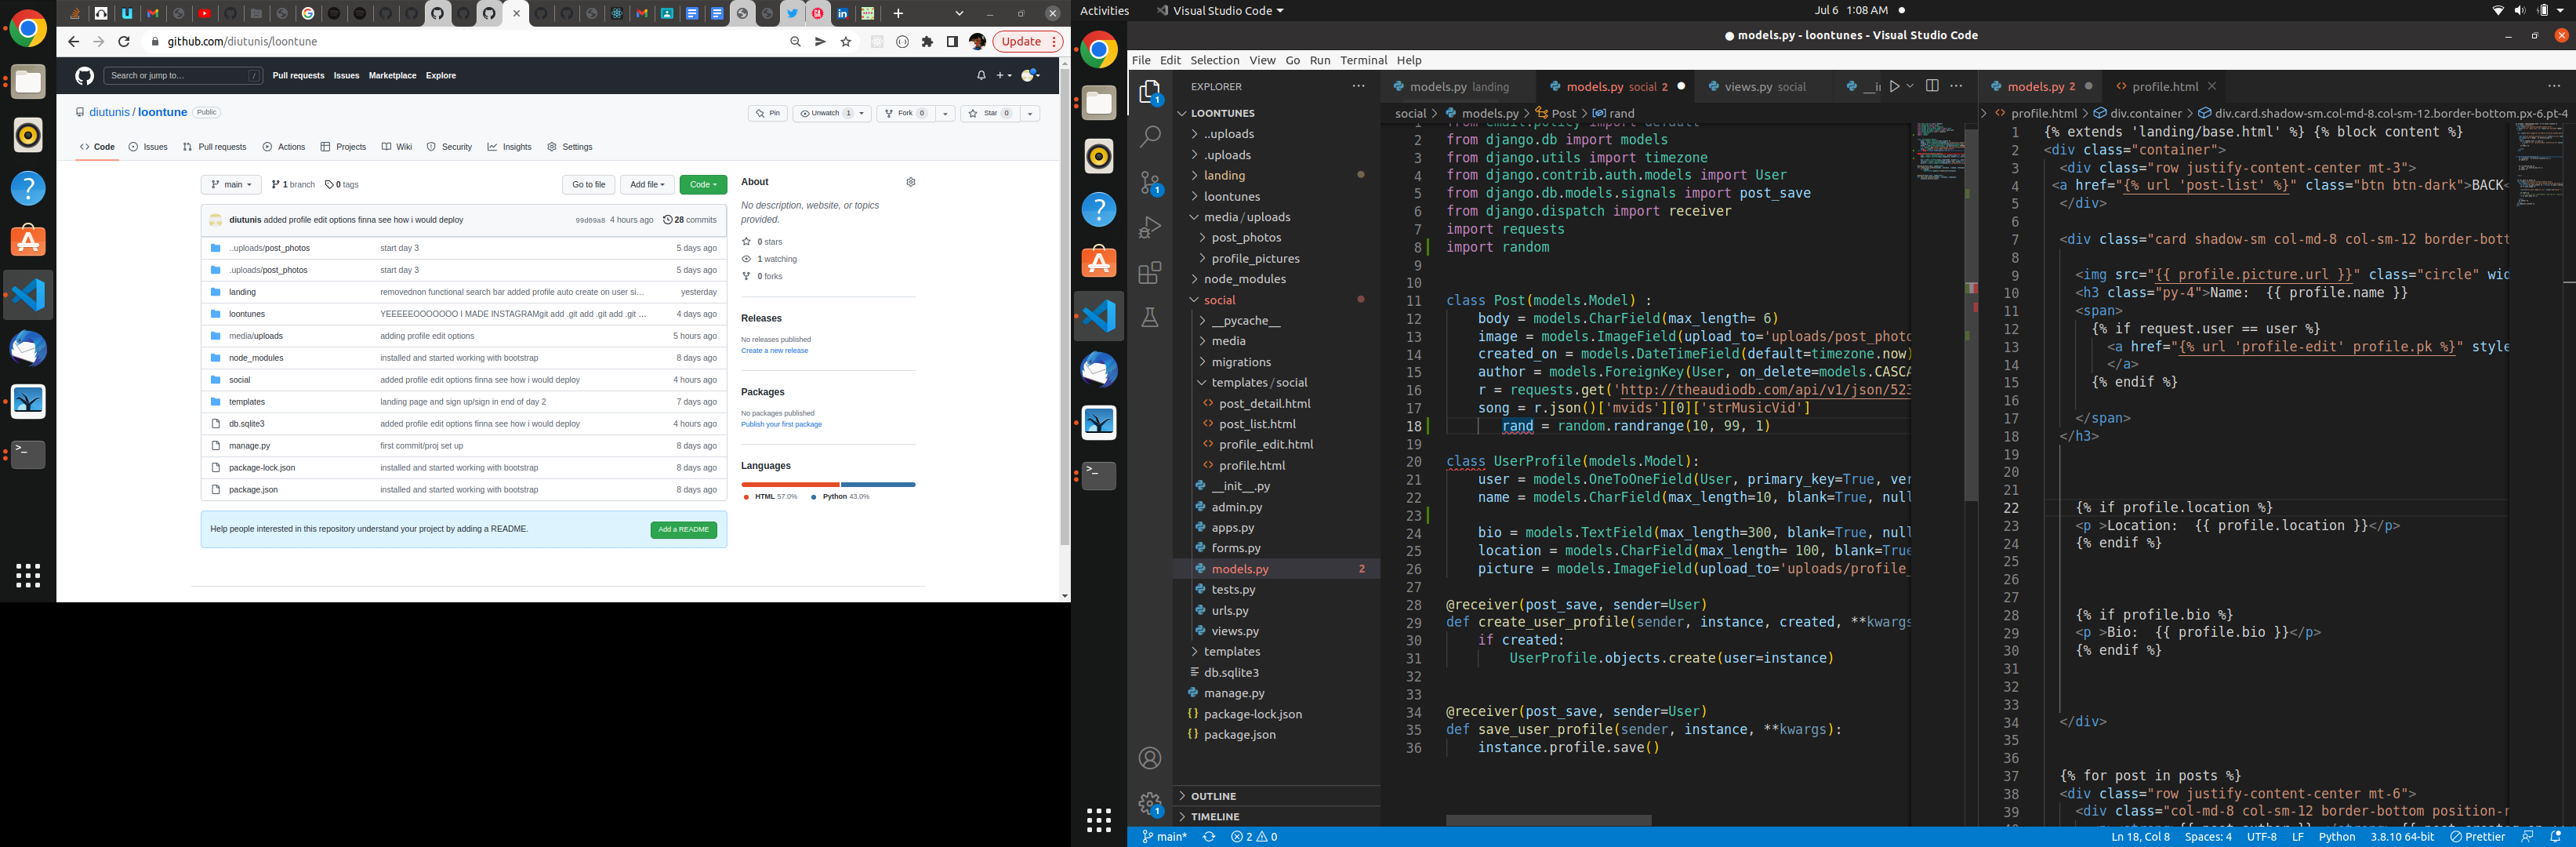 github.com/diutunis/loontune
Update
Search or jump to...
/
Pull requests
Issues
Marketplace
Explore
diutunis / loontune
Public
Pin
Unwatch 1
Fork 0
Star 0
Code
Issues
Pull requests
Actions
Projects
Wiki
Security
Insights
Settings
main
1 branch
0 tags
Go to file
Add file
Code
diutunis added profile edit options finna see how i would deploy
99d09a8 4 hours ago
28 commits
..uploads/post_photos start day 3 5 days ago
.uploads/post_photos start day 3 5 days ago
landing removednon functional search bar added profile auto create on user si... yesterday
loontunes YEEEEEOOOOOOO I MADE INSTAGRAMgit add .git add .git add .git ... 4 days ago
media/uploads adding profile edit options 5 hours ago
node_modules installed and started working with bootstrap 8 days ago
social added profile edit options finna see how i would deploy 4 hours ago
templates landing page and sign up/sign in end of day 2 7 days ago
db.sqlite3 added profile edit options finna see how i would deploy 4 hours ago
manage.py first commit/proj set up 8 days ago
package-lock.json installed and started working with bootstrap 8 days ago
package.json installed and started working with bootstrap 8 days ago
Help people interested in this repository understand your project by adding a README.
Add a README
About
No description, website, or topics
provided.
0 stars
1 watching
0 forks
Releases
No releases published
Create a new release
Packages
No packages published
Publish your first package
Languages
HTML 57.0%
Python 43.0%
Activities
Visual Studio Code
Jul 6 1:08 AM
models.py - loontunes - Visual Studio Code
File Edit Selection View Go Run Terminal Help
EXPLORER
LOONTUNES
..uploads
.uploads
landing
loontunes
media/uploads
post_photos
profile_pictures
node_modules
social
__pycache__
media
migrations
templates/social
post_detail.html
post_list.html
profile_edit.html
profile.html
__init__.py
admin.py
apps.py
forms.py
models.py 2
tests.py
urls.py
views.py
templates
db.sqlite3
manage.py
package-lock.json
package.json
OUTLINE
TIMELINE
models.py landing
models.py social 2
views.py social
social > models.py > Post > rand
1 from email.policy import default
2 from django.db import models
3 from django.utils import timezone
4 from django.contrib.auth.models import User
5 from django.db.models.signals import post_save
6 from django.dispatch import receiver
7 import requests
8 import random
9
10
11 class Post(models.Model) :
12 body = models.CharField(max_length= 6)
13 image = models.ImageField(upload_to='uploads/post_photo
14 created_on = models.DateTimeField(default=timezone.now)
15 author = models.ForeignKey(User, on_delete=models.CASCA
16 r = requests.get('http://theaudiodb.com/api/v1/json/523
17 song = r.json()['mvids'][0]['strMusicVid']
18 rand = random.randrange(10, 99, 1)
19
20 class UserProfile(models.Model):
21 user = models.OneToOneField(User, primary_key=True, ver
22 name = models.CharField(max_length=10, blank=True, null
23
24 bio = models.TextField(max_length=300, blank=True, null
25 location = models.CharField(max_length= 100, blank=True
26 picture = models.ImageField(upload_to='uploads/profile_
27
28 @receiver(post_save, sender=User)
29 def create_user_profile(sender, instance, created, **kwargs
30 if created:
31 UserProfile.objects.create(user=instance)
32
33
34 @receiver(post_save, sender=User)
35 def save_user_profile(sender, instance, **kwargs):
36 instance.profile.save()
models.py 2
profile.html
profile.html > div.container > div.card.shadow-sm.col-md-8.col-sm-12.border-bottom.px-6.pt-4
1 {% extends 'landing/base.html' %} {% block content %}
2 <div class="container">
3 <div class="row justify-content-center mt-3">
4 <a href="{% url 'post-list' %}" class="btn btn-dark">BACK<
5 </div>
6
7 <div class="card shadow-sm col-md-8 col-sm-12 border-bott
8
9 <img src="{{ profile.picture.url }}" class="circle" wid
10 <h3 class="py-4">Name: {{ profile.name }}
11 <span>
12 {% if request.user == user %}
13 <a href="{% url 'profile-edit' profile.pk %}" style
14 </a>
15 {% endif %}
16
17 </span>
18 </h3>
19
20
21
22 {% if profile.location %}
23 <p >Location: {{ profile.location }}</p>
24 {% endif %}
25
26
27
28 {% if profile.bio %}
29 <p >Bio: {{ profile.bio }}</p>
30 {% endif %}
31
32
33
34 </div>
35
36
37 {% for post in posts %}
38 <div class="row justify-content-center mt-6">
39 <div class="col-md-8 col-sm-12 border-bottom position-r
main*
2 0
Ln 18, Col 8
Spaces: 4
UTF-8
LF
Python
3.8.10 64-bit
Prettier